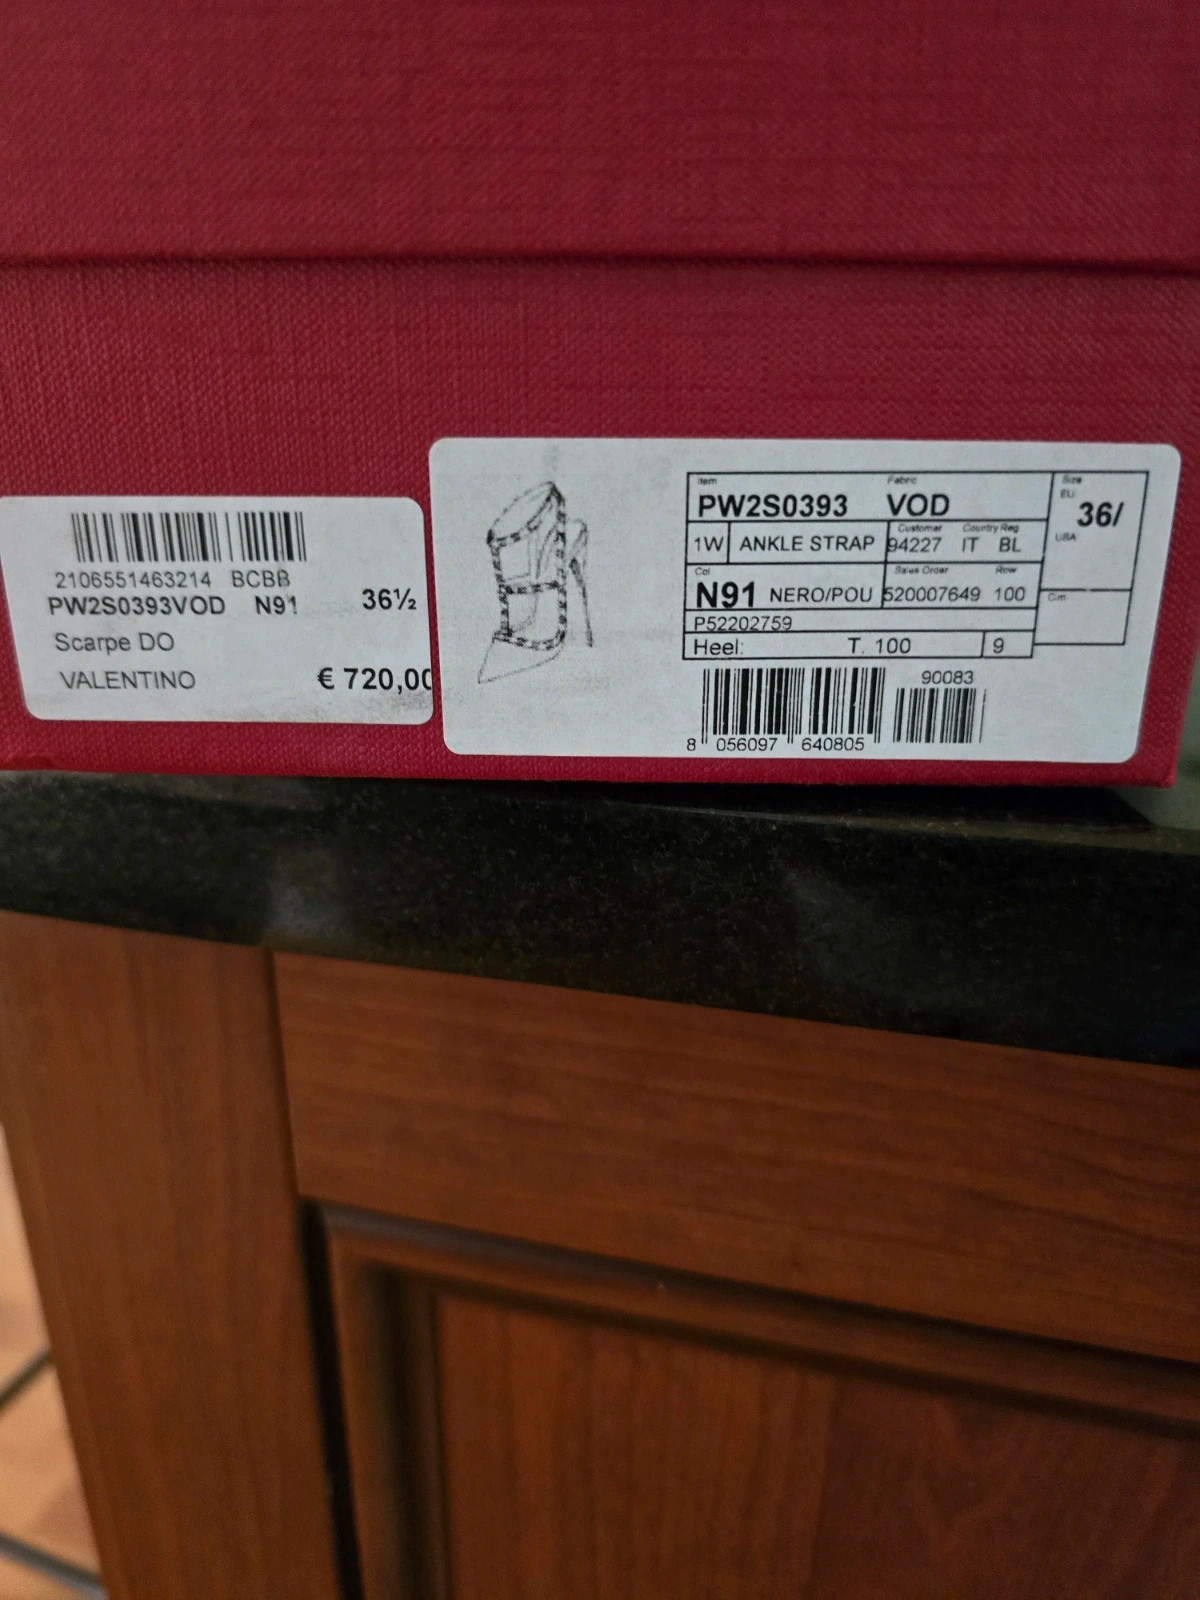 2106551463214 BCBB
PW2S0393VOD N91 36½
Scarpe DO
VALENTINO € 720,00
Item Fabric Size
PW2S0393 VOD EU 36/
Customer Country Reg USA
1W ANKLE STRAP 94227 IT BL
Col Sales Order Row
N91 NERO/POU 520007649 100
P52202759
Heel: T. 100 9
90083
8 056097 640805